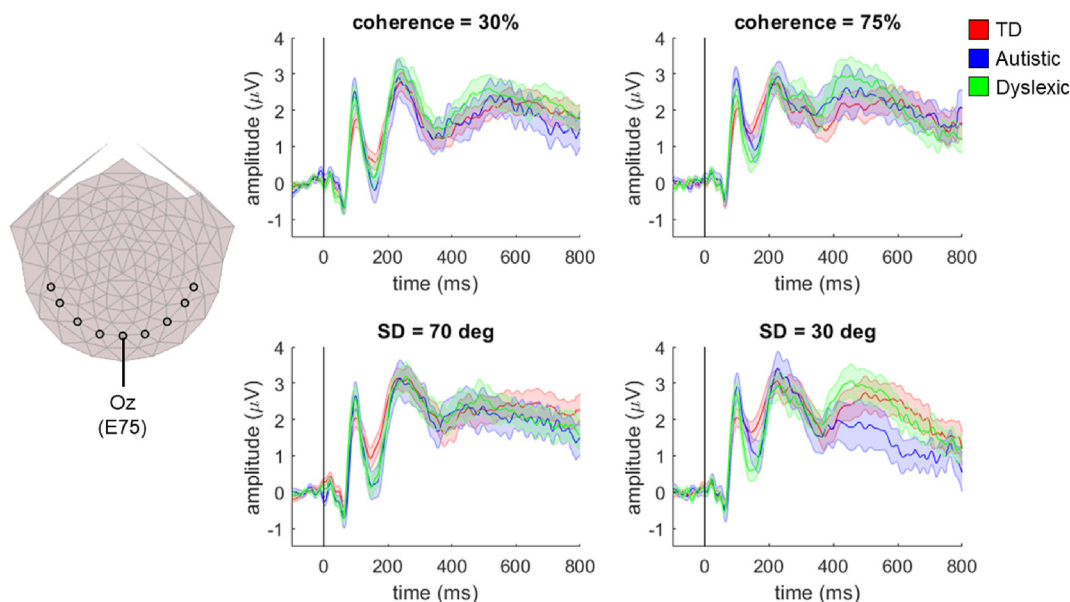 coherence = 30%
amplitude (μV)
4
3
2
1
0
-1
0 200 400 600 800
time (ms)
coherence = 75%
amplitude (μV)
4
3
2
1
0
-1
0 200 400 600 800
time (ms)
TD
Autistic
Dyslexic
Oz
(E75)
SD = 70 deg
amplitude (μV)
4
3
2
1
0
-1
0 200 400 600 800
time (ms)
SD = 30 deg
amplitude (μV)
4
3
2
1
0
-1
0 200 400 600 800
time (ms)